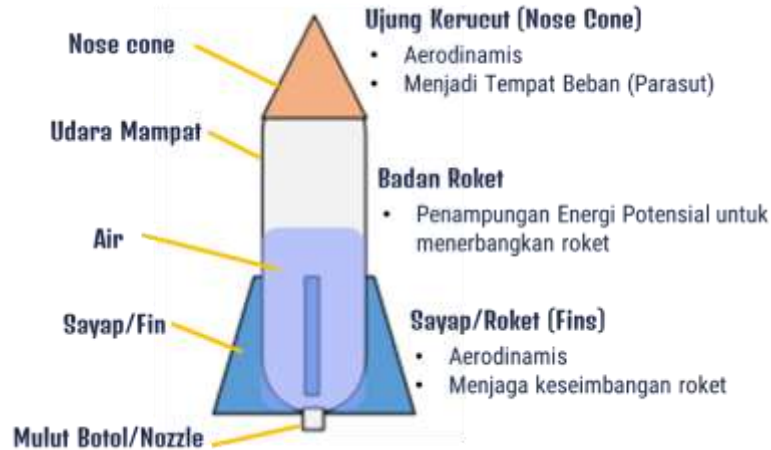 Nose cone
Udara Mampat
Air
Sayap/Fin
Mulut Botol/Nozzle
Ujung Kerucut (Nose Cone)
• Aerodinamis
• Menjadi Tempat Beban (Parasut)
Badan Roket
• Penampungan Energi Potensial untuk
menerbangkan roket
Sayap/Roket (Fins)
• Aerodinamis
• Menjaga keseimbangan roket